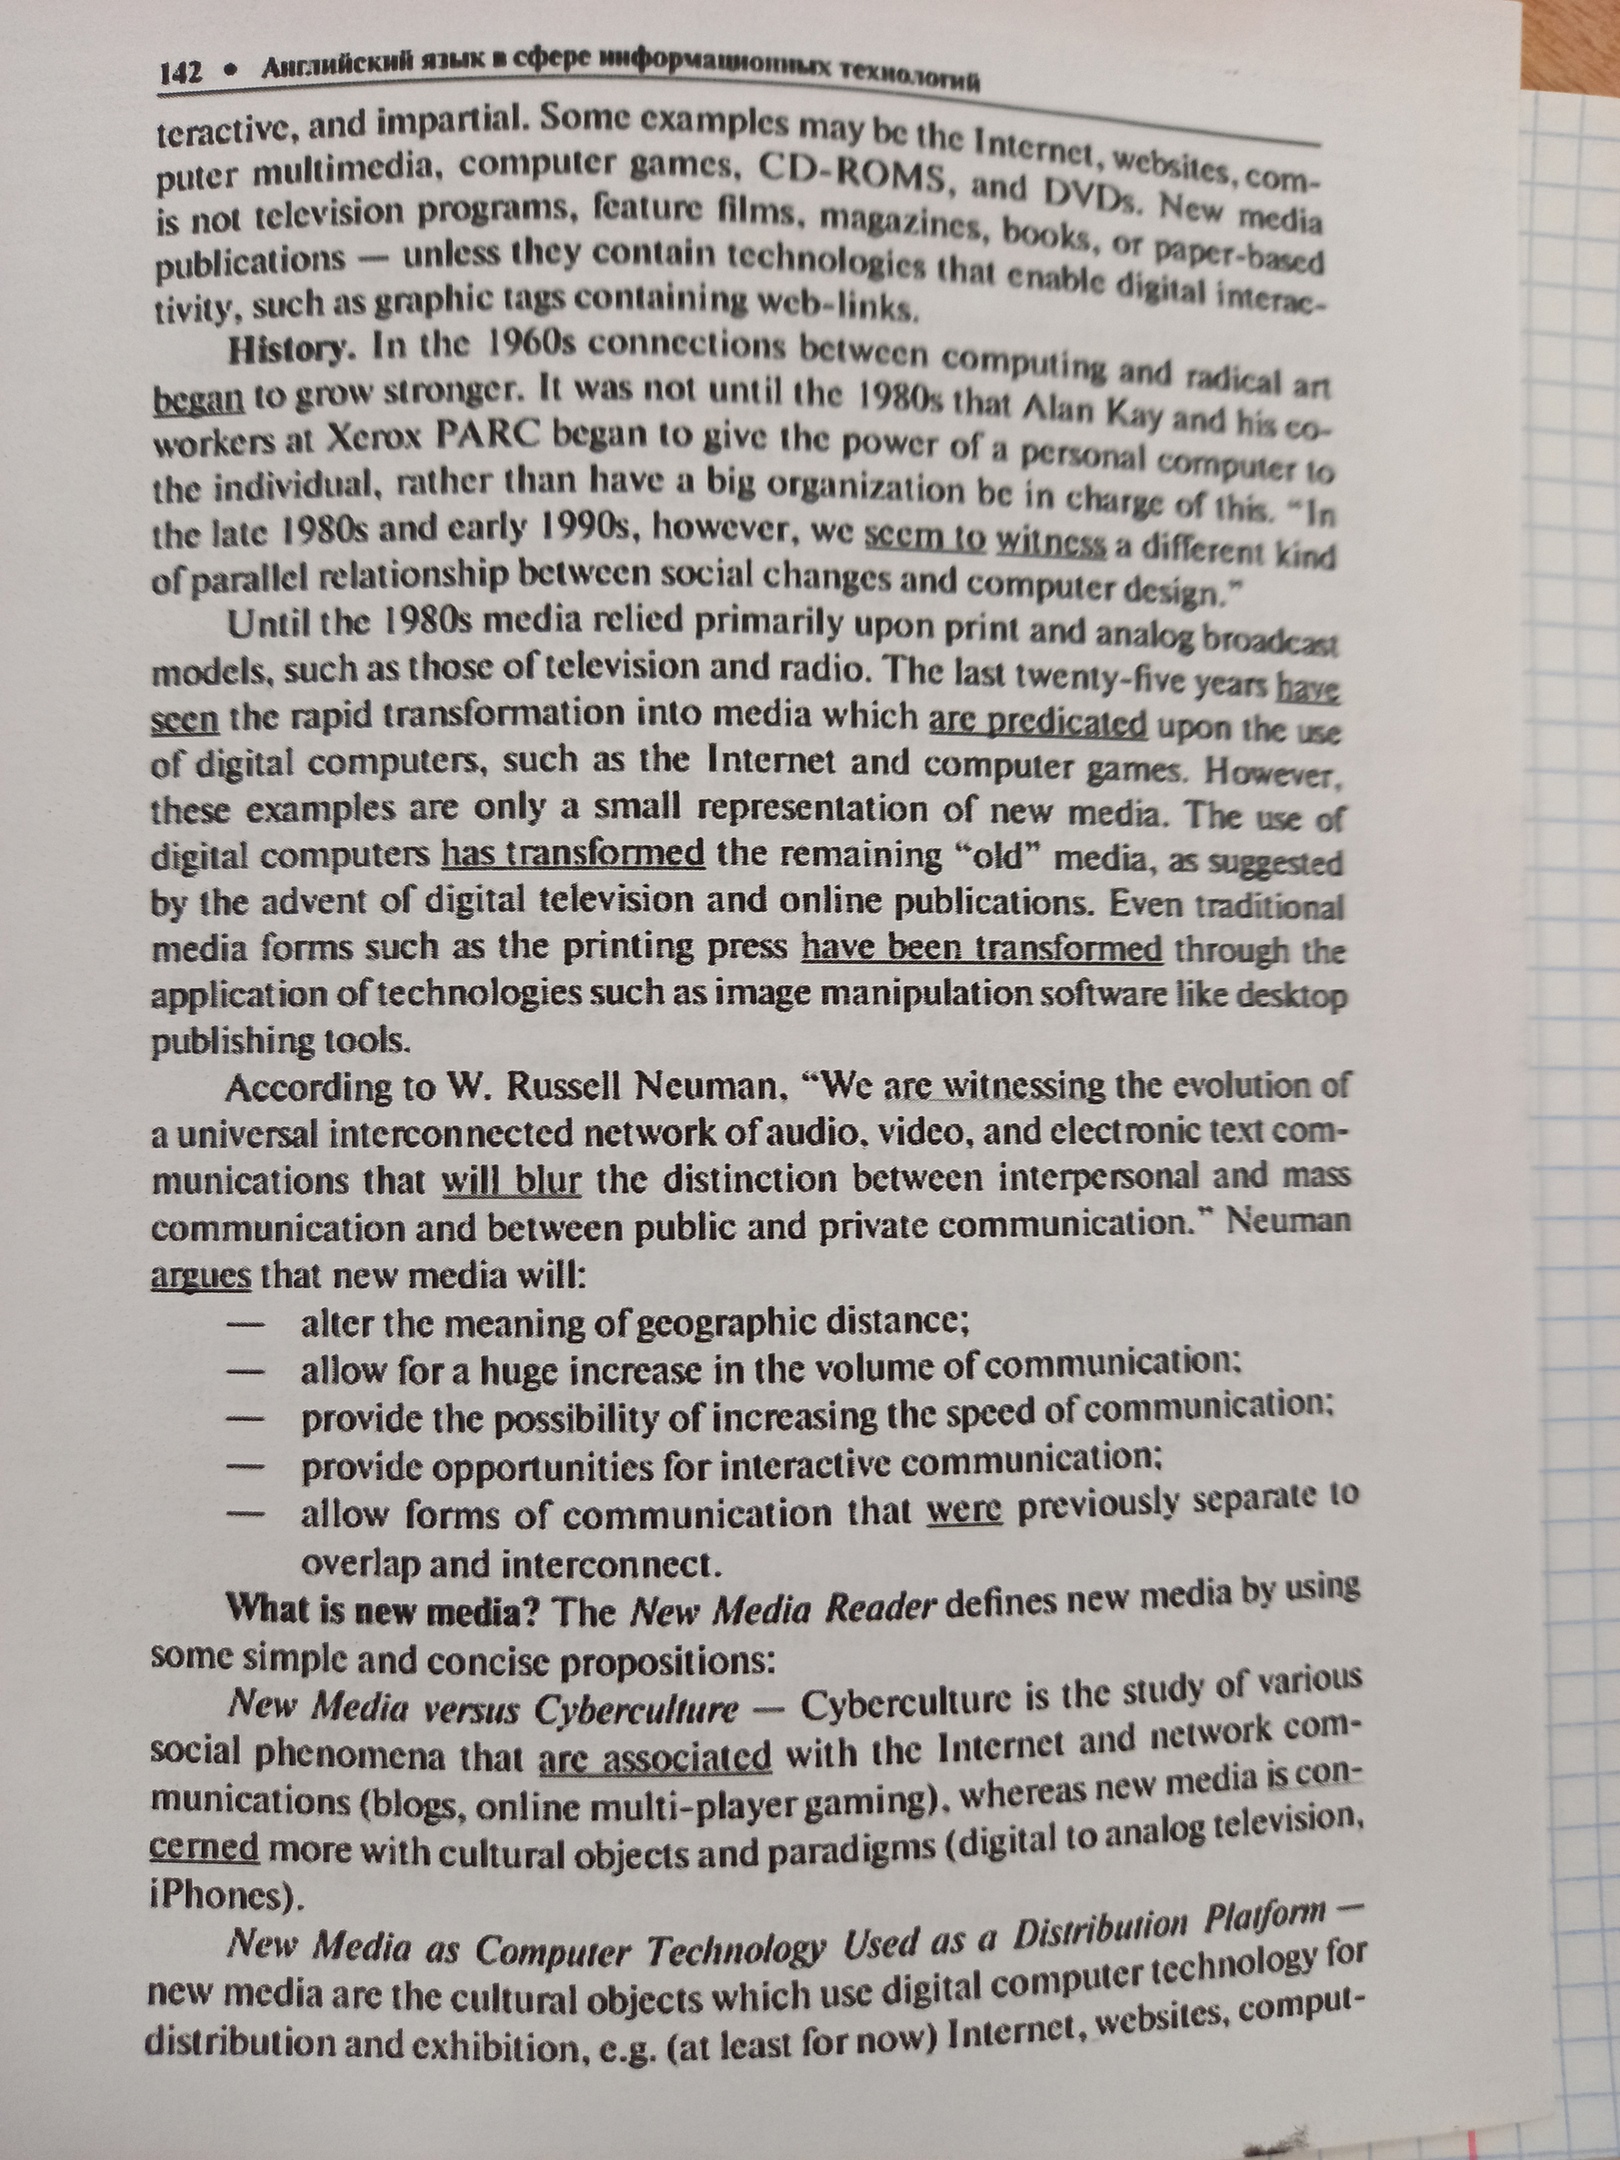 142 • Английский язык в сфере информационных технологий
teractive, and impartial. Some examples may be the Internet, websites, com-
puter multimedia, computer games, CD-ROMS, and DVDs. New media
is not television programs, feature films, magazines, books, or paper-based
publications — unless they contain technologies that enable digital interac-
tivity, such as graphic tags containing web-links.
History. In the 1960s connections between computing and radical art
began to grow stronger. It was not until the 1980s that Alan Kay and his co-
workers at Xerox PARC began to give the power of a personal computer to
the individual, rather than have a big organization be in charge of this. “In
the late 1980s and early 1990s, however, we seem to witness a different kind
of parallel relationship between social changes and computer design.”
Until the 1980s media relied primarily upon print and analog broadcast
models, such as those of television and radio. The last twenty-five years have
seen the rapid transformation into media which are predicated upon the use
of digital computers, such as the Internet and computer games. However,
these examples are only a small representation of new media. The use of
digital computers has transformed the remaining “old” media, as suggested
by the advent of digital television and online publications. Even traditional
media forms such as the printing press have been transformed through the
application of technologies such as image manipulation software like desktop
publishing tools.
According to W. Russell Neuman, “We are witnessing the evolution of
a universal interconnected network of audio, video, and electronic text com-
munications that will blur the distinction between interpersonal and mass
communication and between public and private communication.” Neuman
argues that new media will:
— alter the meaning of geographic distance;
— allow for a huge increase in the volume of communication;
— provide the possibility of increasing the speed of communication;
— provide opportunities for interactive communication;
— allow forms of communication that were previously separate to
overlap and interconnect.
What is new media? The New Media Reader defines new media by using
some simple and concise propositions:
New Media versus Cyberculture — Cyberculture is the study of various
social phenomena that are associated with the Internet and network com-
munications (blogs, online multi-player gaming), whereas new media is con-
cerned more with cultural objects and paradigms (digital to analog television,
iPhones).
New Media as Computer Technology Used as a Distribution Platform —
new media are the cultural objects which use digital computer technology for
distribution and exhibition, e.g. (at least for now) Internet, websites, comput-